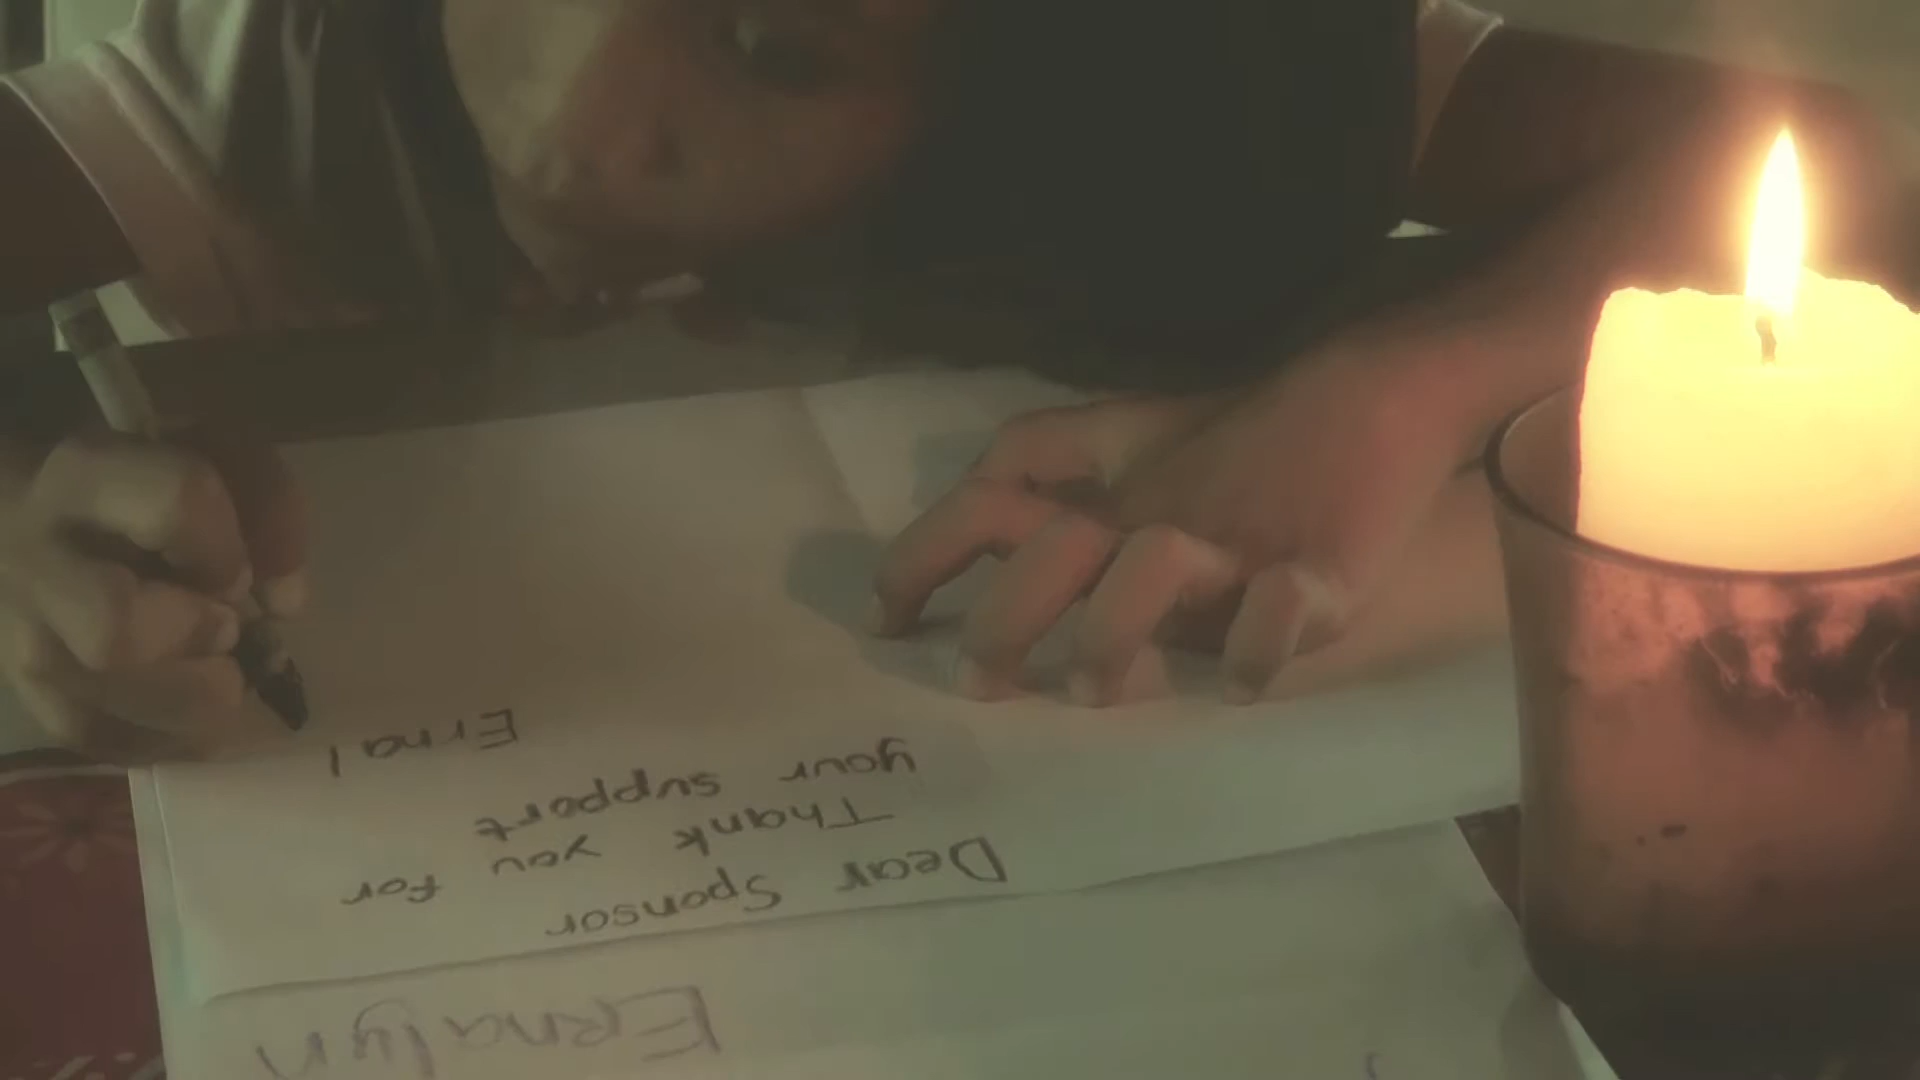 Dear Sponsor
Thank you for
your support
Ernal
Ernalyn